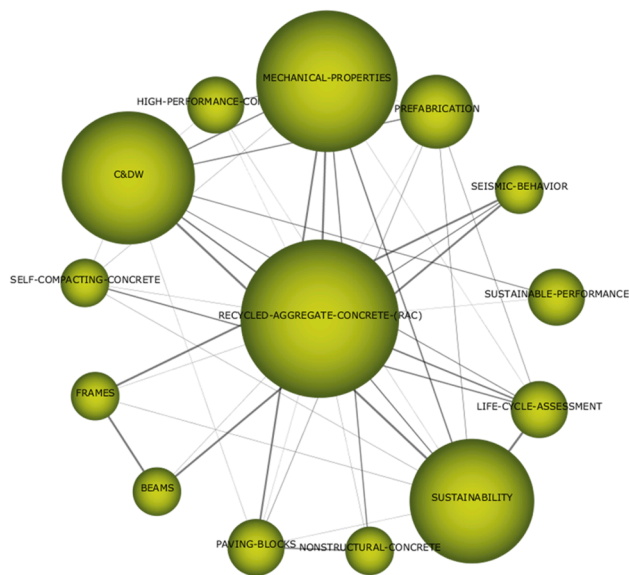 MECHANICAL-PROPERTIES
HIGH-PERFORMANCE-CON
PREFABRICATION
C&DW
SEISMIC-BEHAVIOR
SELF-COMPACTING-CONCRETE
SUSTAINABLE-PERFORMANCE
RECYCLED-AGGREGATE-CONCRETE-(RAC)
FRAMES
LIFE-CYCLE-ASSESSMENT
BEAMS
SUSTAINABILITY
PAVING-BLOCKS
NONSTRUCTURAL-CONCRETE